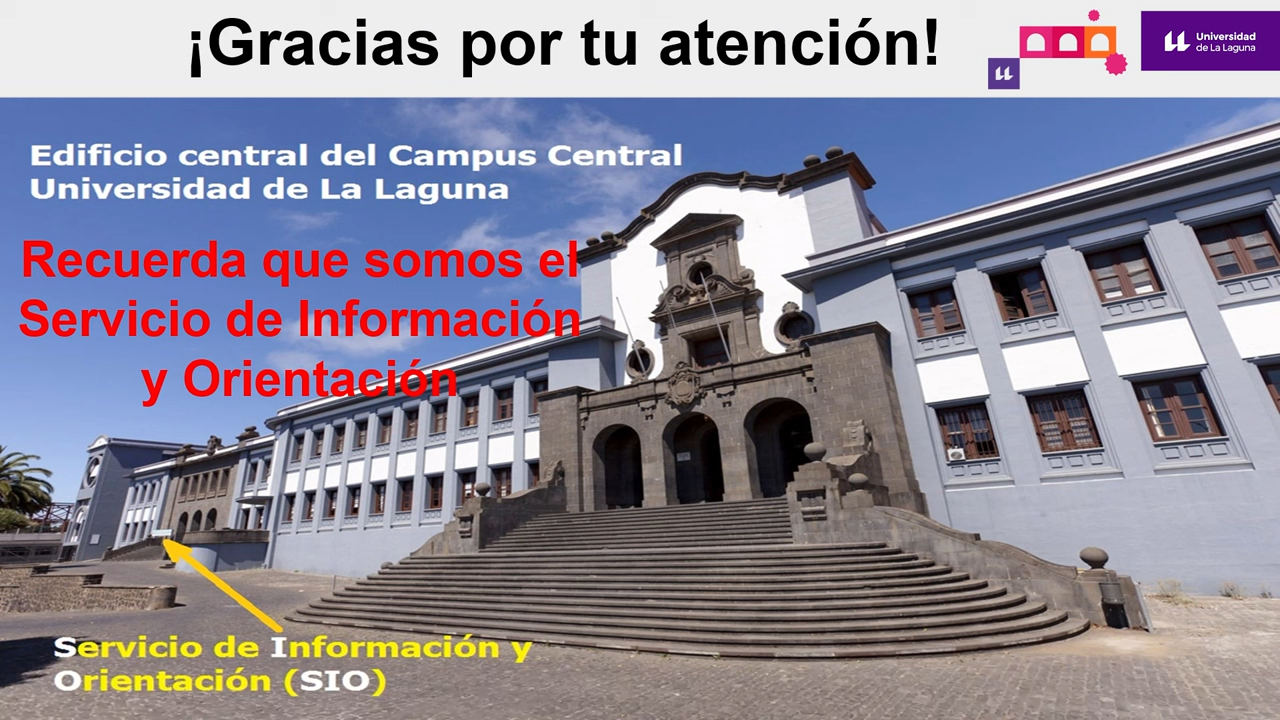 ¡Gracias por tu atención!
Universidad
de La Laguna
Edificio central del Campus Central
Universidad de La Laguna
Recuerda que somos el
Servicio de Información
y Orientación
Servicio de Información y
Orientación (SIO)